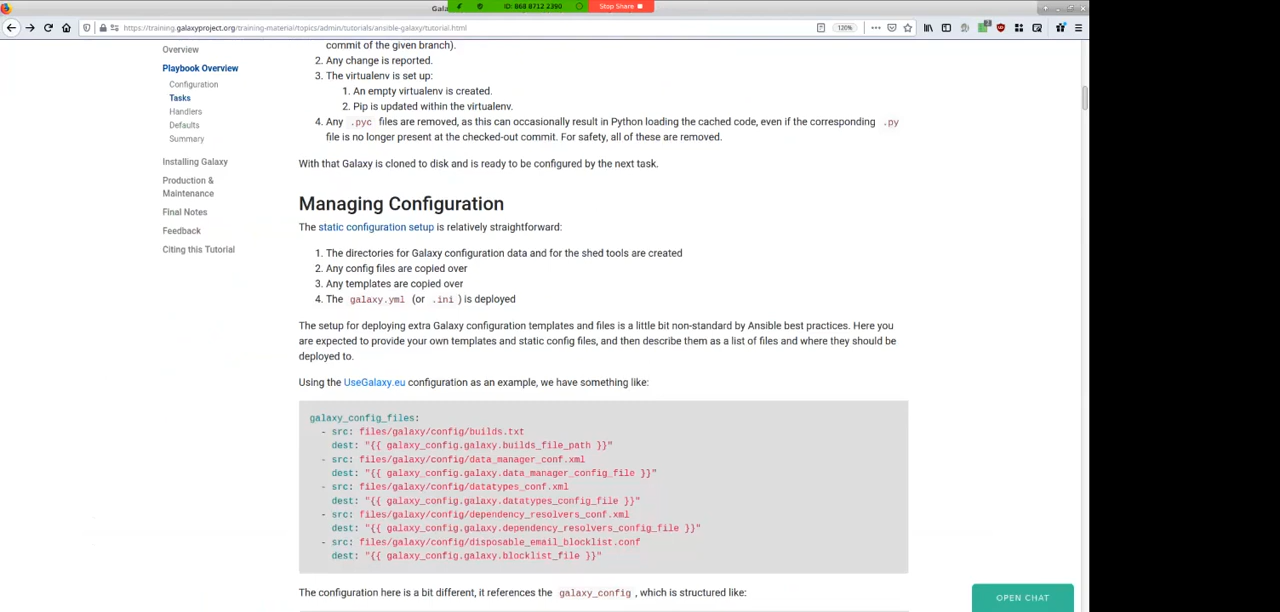 Gala
ID: 868 8712 2390
Stop Share
https://training.galaxyproject.org/training-material/topics/admin/tutorials/ansible-galaxy/tutorial.html
120%
Overview
Playbook Overview
Configuration
Tasks
Handlers
Defaults
Summary
Installing Galaxy
Production &
Maintenance
Final Notes
Feedback
Citing this Tutorial
commit of the given branch).
2. Any change is reported.
3. The virtualenv is set up:
1. An empty virtualenv is created.
2. Pip is updated within the virtualenv.
4. Any .pyc files are removed, as this can occasionally result in Python loading the cached code, even if the corresponding .py
file is no longer present at the checked-out commit. For safety, all of these are removed.
With that Galaxy is cloned to disk and is ready to be configured by the next task.
Managing Configuration
The static configuration setup is relatively straightforward:
1. The directories for Galaxy configuration data and for the shed tools are created
2. Any config files are copied over
3. Any templates are copied over
4. The galaxy.yml (or .ini ) is deployed
The setup for deploying extra Galaxy configuration templates and files is a little bit non-standard by Ansible best practices. Here you
are expected to provide your own templates and static config files, and then describe them as a list of files and where they should be
deployed to.
Using the UseGalaxy.eu configuration as an example, we have something like:
galaxy_config_files:
- src: files/galaxy/config/builds.txt
dest: "{{ galaxy_config.galaxy.builds_file_path }}"
- src: files/galaxy/config/data_manager_conf.xml
dest: "{{ galaxy_config.galaxy.data_manager_config_file }}"
- src: files/galaxy/config/datatypes_conf.xml
dest: "{{ galaxy_config.galaxy.datatypes_config_file }}"
- src: files/galaxy/config/dependency_resolvers_conf.xml
dest: "{{ galaxy_config.galaxy.dependency_resolvers_config_file }}"
- src: files/galaxy/config/disposable_email_blocklist.conf
dest: "{{ galaxy_config.galaxy.blocklist_file }}"
The configuration here is a bit different, it references the galaxy_config , which is structured like:
OPEN CHAT